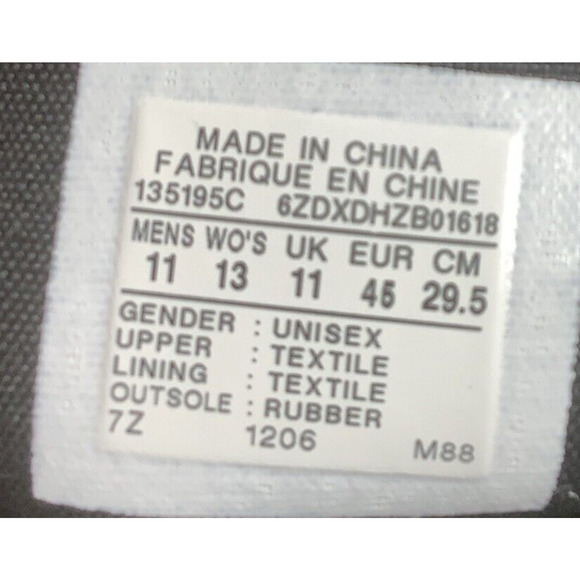 MADE IN CHINA
FABRIQUE EN CHINE
135195C 6ZDXDHZB01618
MENS WO'S UK EUR CM
11 13 11 45 29.5
GENDER : UNISEX
UPPER : TEXTILE
LINING : TEXTILE
OUTSOLE : RUBBER
7Z 1206 M88